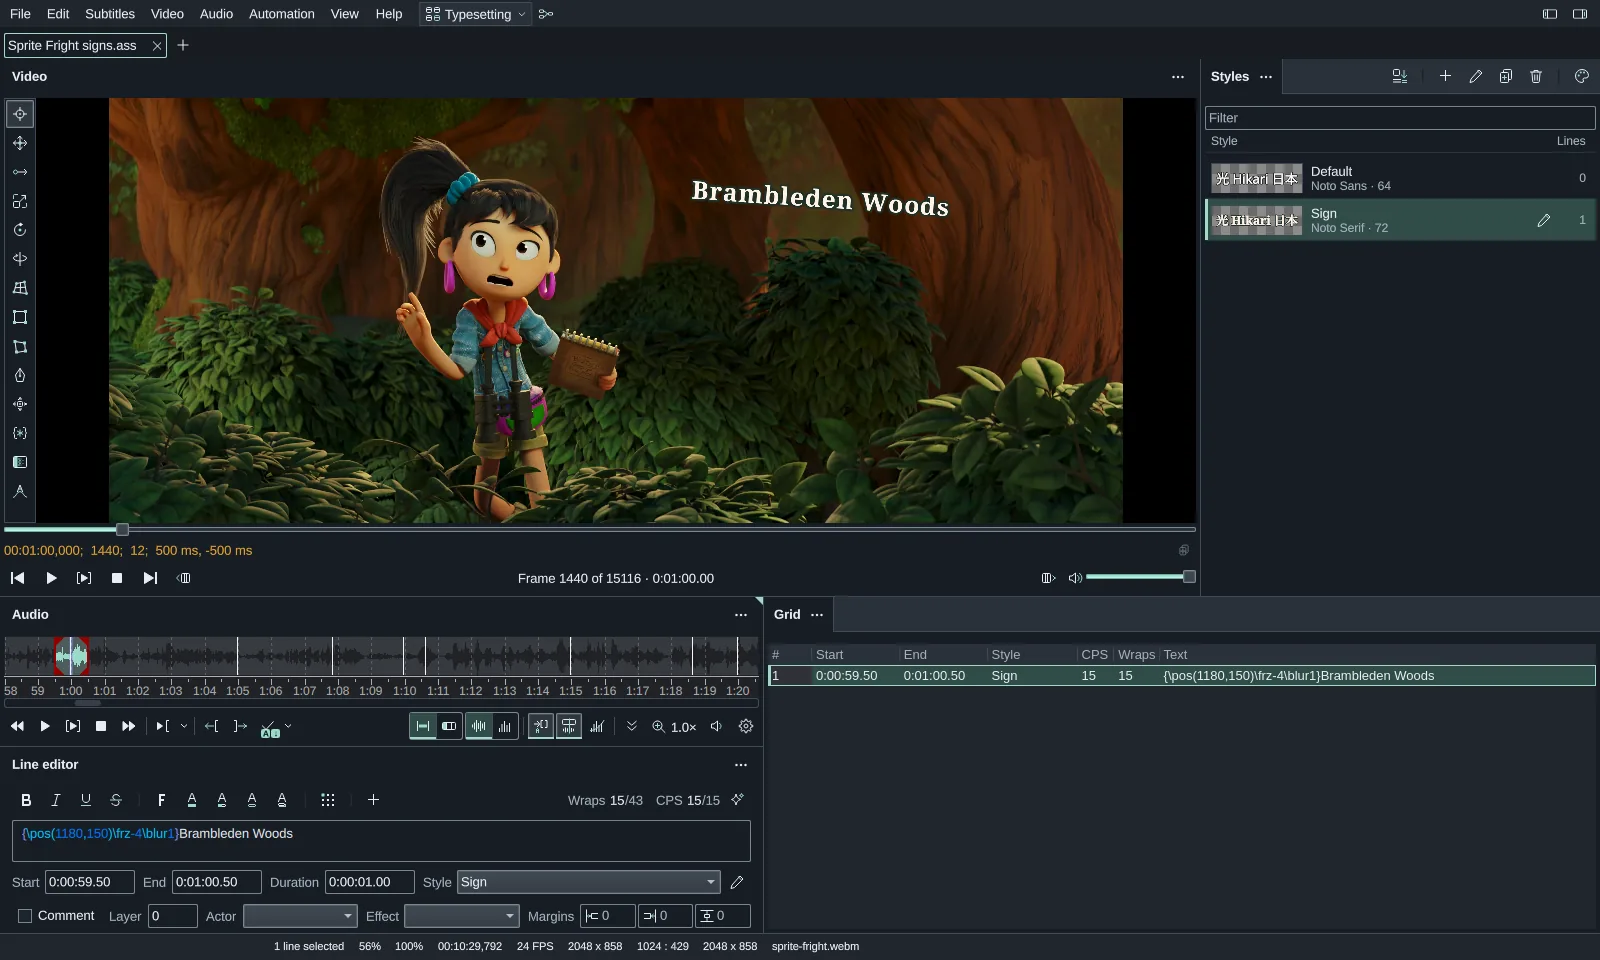 File Edit Subtitles Video Audio Automation View Help Typesetting
Sprite Fright signs.ass
Video
Styles
Filter
Style Lines
光 Hikari 日本 Default 0
Noto Sans · 64
光 Hikari 日本 Sign 1
Noto Serif · 72
Brambleden Woods
00:01:00,000; 1440; 12; 500 ms, -500 ms
Frame 1440 of 15116 · 0:01:00.00
Audio
58 59 1:00 1:01 1:02 1:03 1:04 1:05 1:06 1:07 1:08 1:09 1:10 1:11 1:12 1:13 1:14 1:15 1:16 1:17 1:18 1:19 1:20
1.0×
Grid
# Start End Style CPS Wraps Text
1 0:00:59.50 0:01:00.50 Sign 15 15 {\pos(1180,150)\frz-4\blur1}Brambleden Woods
Line editor
B I U S F A A A A Wraps 15/43 CPS 15/15
{\pos(1180,150)\frz-4\blur1}Brambleden Woods
Start 0:00:59.50 End 0:01:00.50 Duration 0:00:01.00 Style Sign
Comment Layer 0 Actor Effect Margins 0 0 0
1 line selected 56% 100% 00:10:29,792 24 FPS 2048 x 858 1024 : 429 2048 x 858 sprite-fright.webm